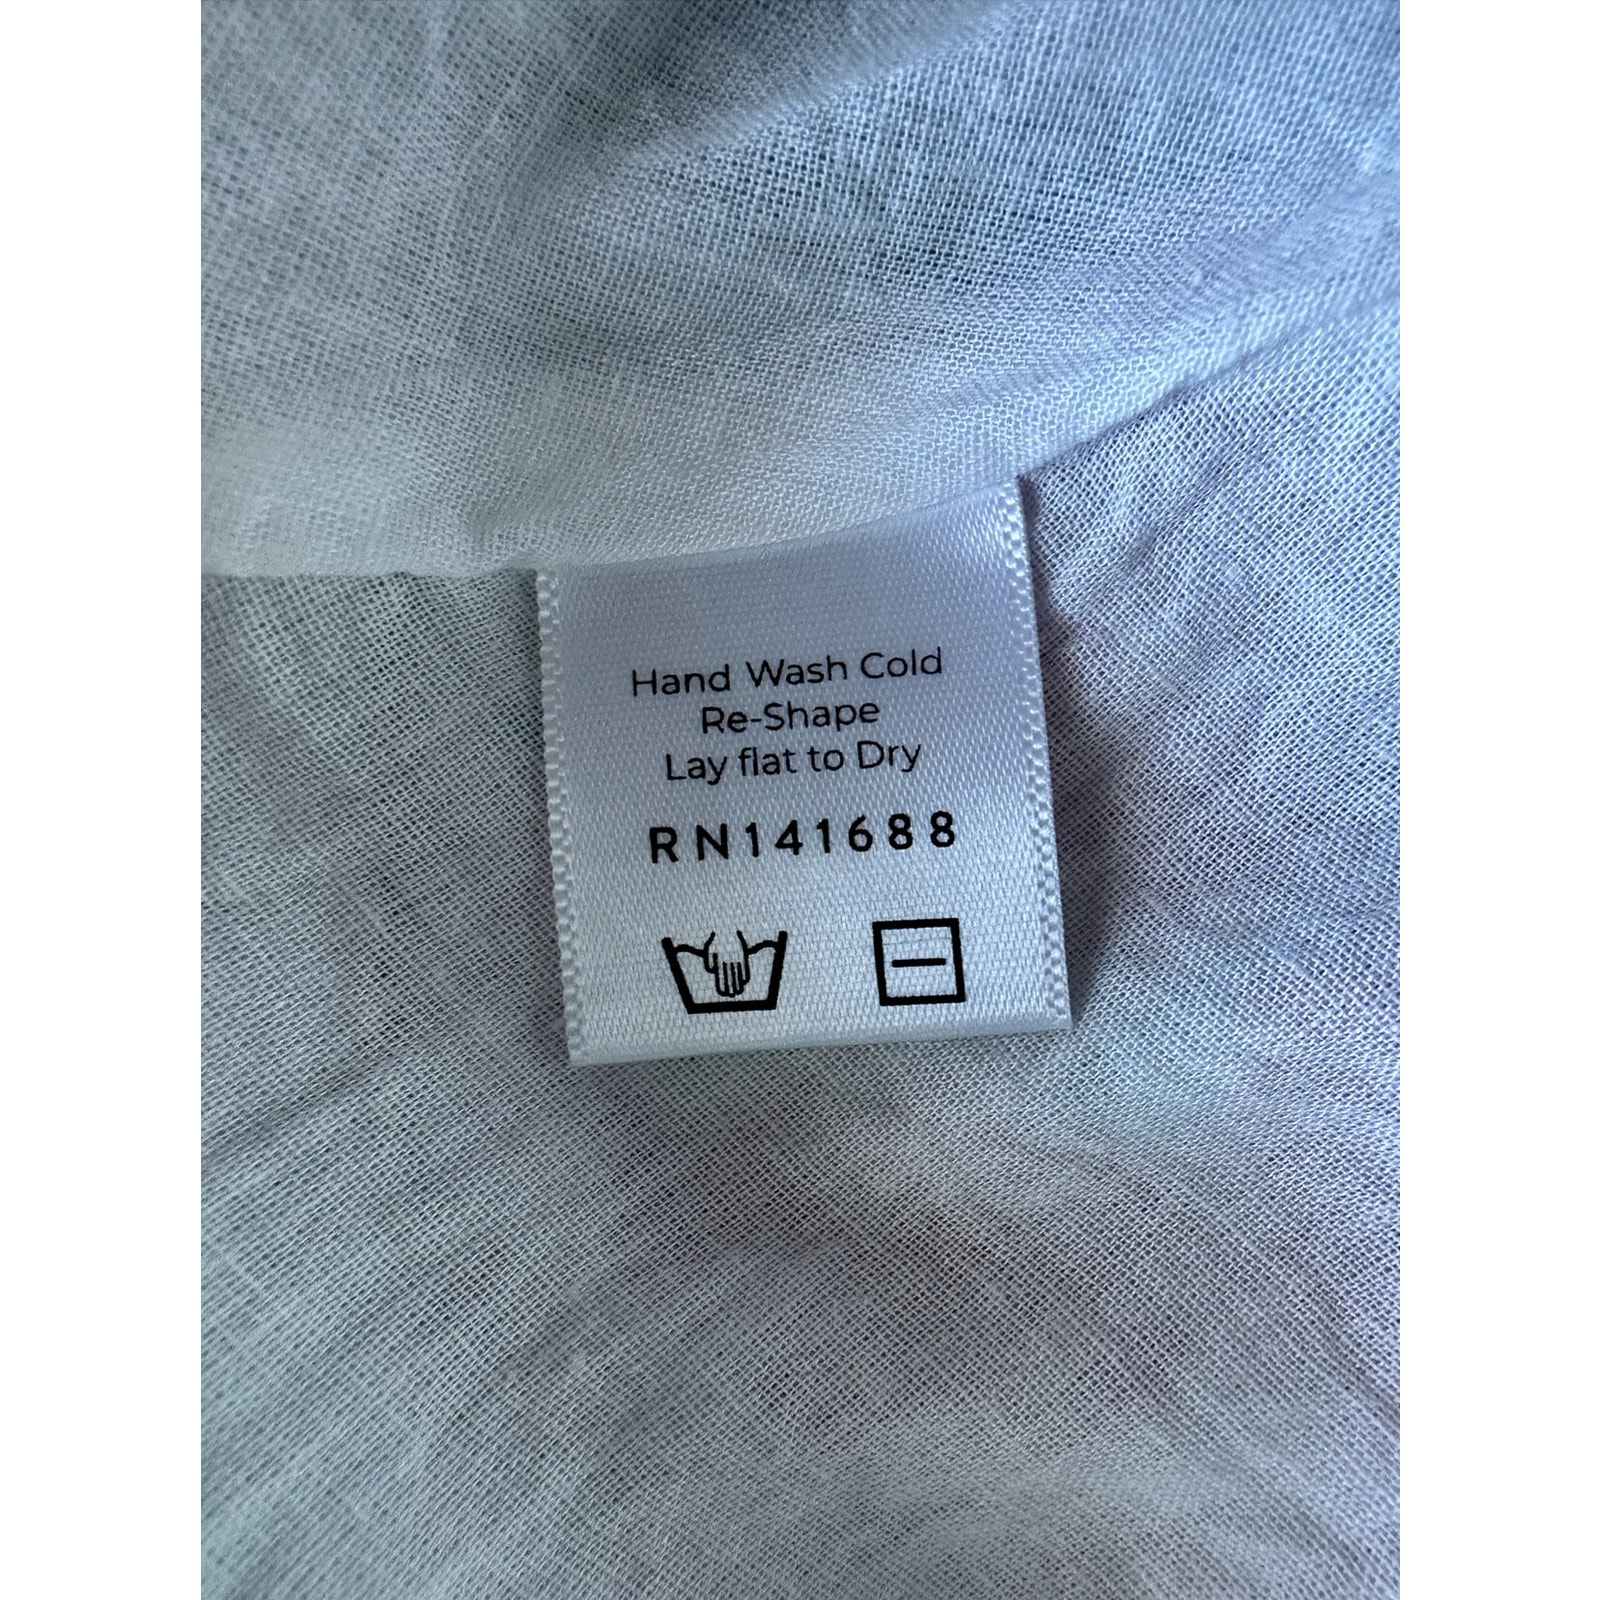 Hand Wash Cold
Re-Shape
Lay flat to Dry
RN141688